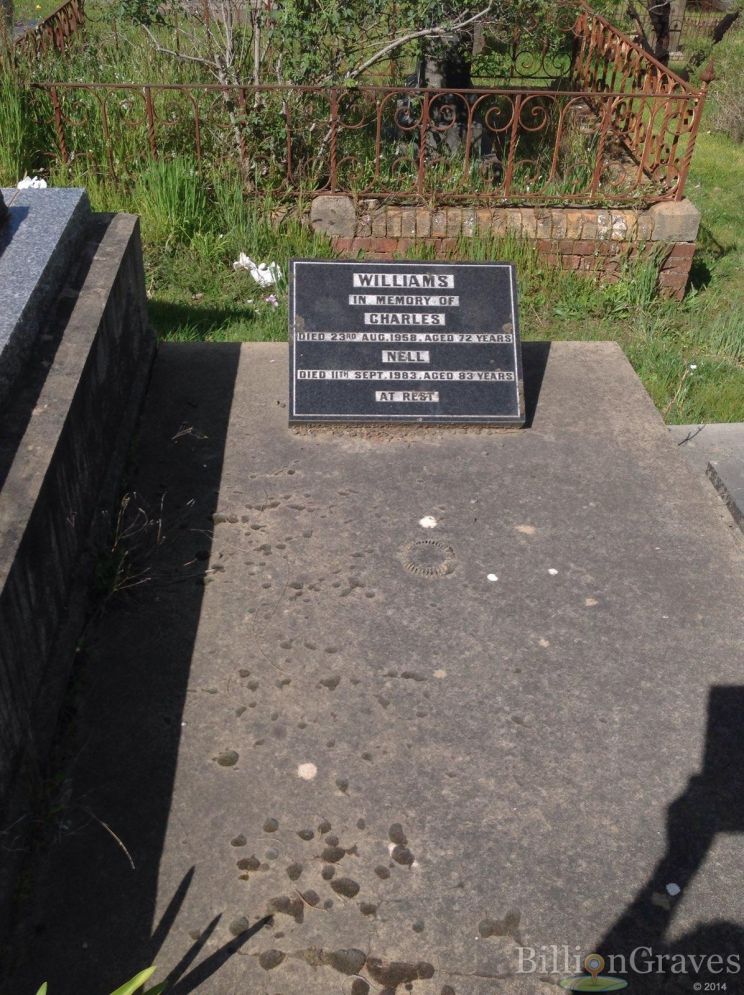 WILLIAMS
IN MEMORY OF
CHARLES
DIED 23RD AUG. 1958. AGED 72 YEARS
NELL
DIED 11TH SEPT. 1983. AGED 83 YEARS
AT REST
BillionGraves
© 2014